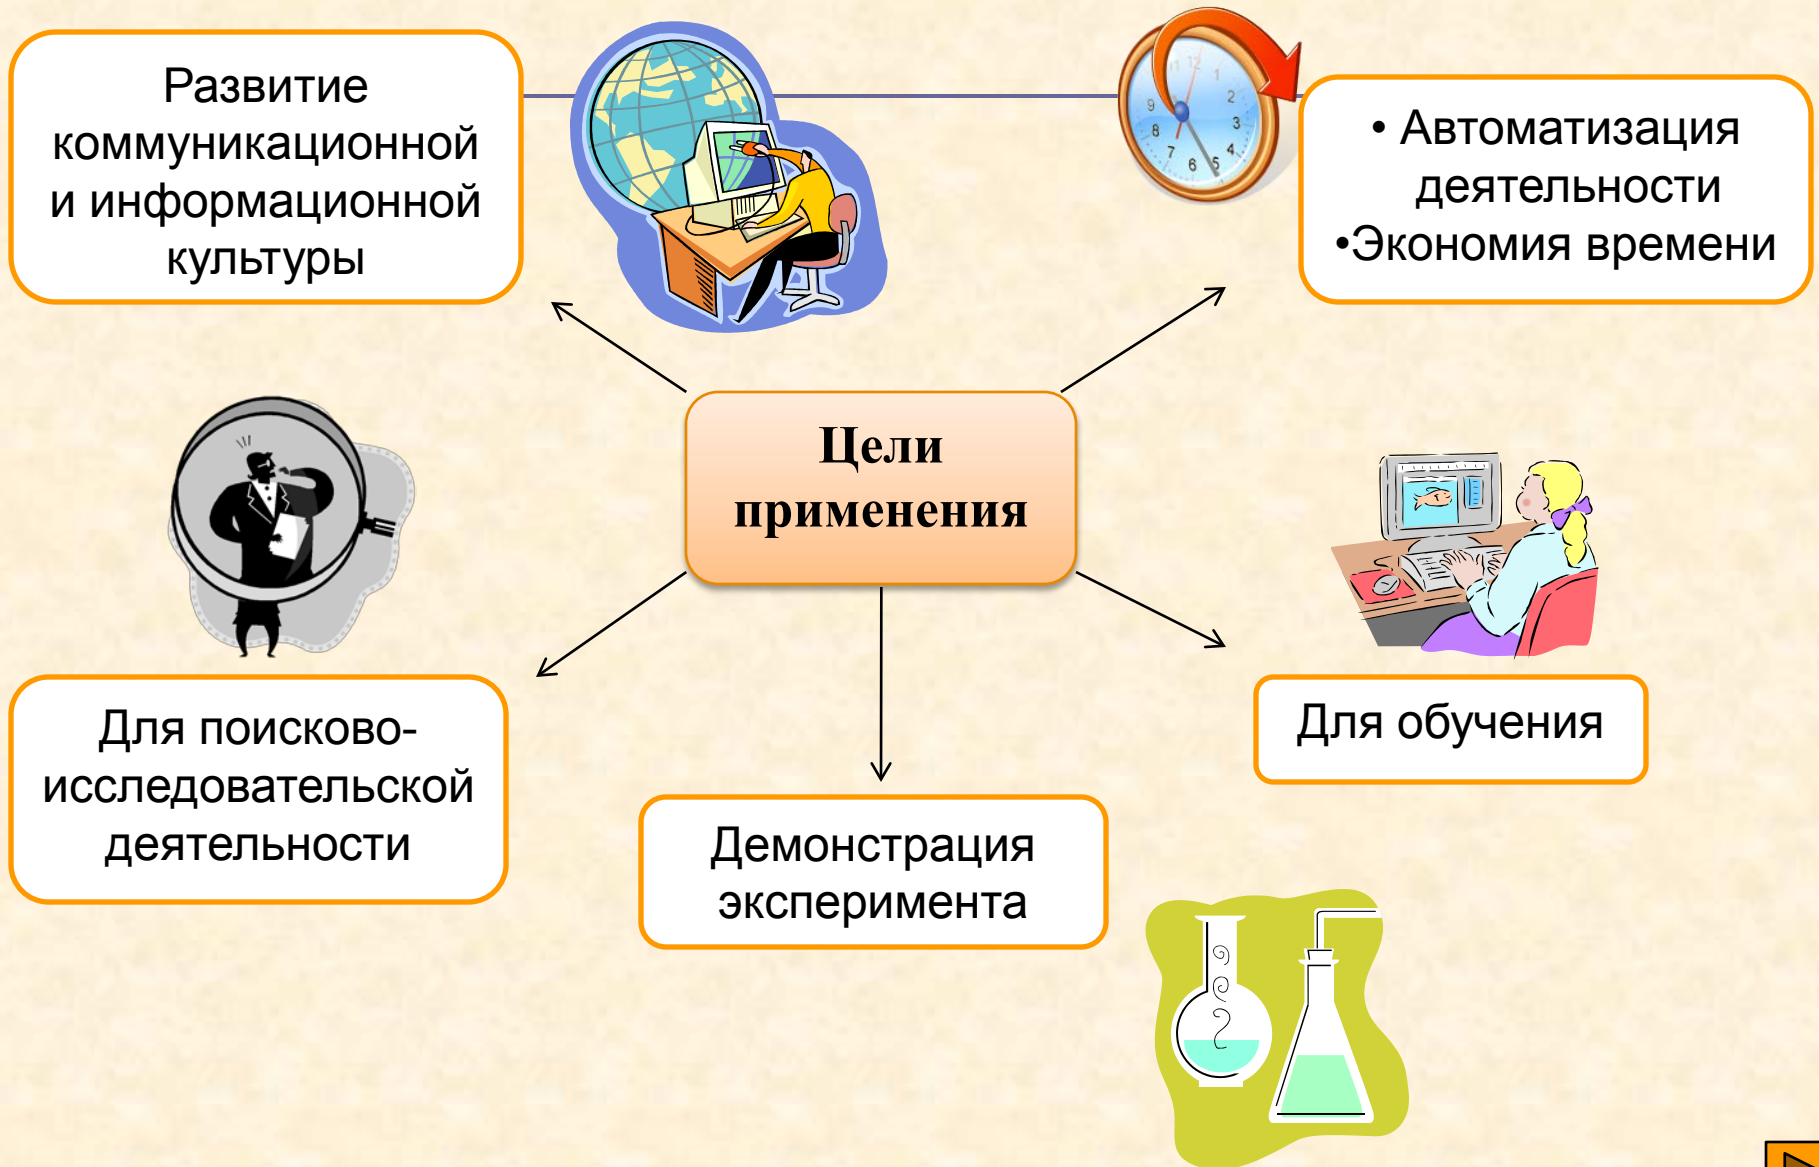 Развитие
коммуникационной
и информационной
культуры
• Автоматизация
деятельности
•Экономия времени
Цели
применения
Для поисково-
исследовательской
деятельности
Демонстрация
эксперимента
Для обучения